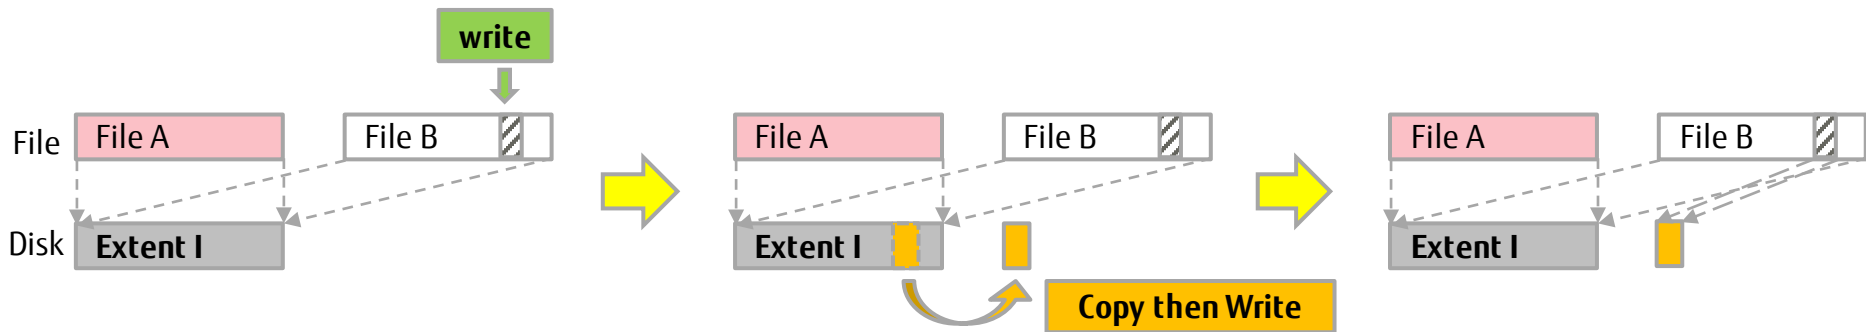 write
File
File A
File B
File A
File B
File A
File B
Disk
Extent I
Extent I
Extent I
Copy then Write